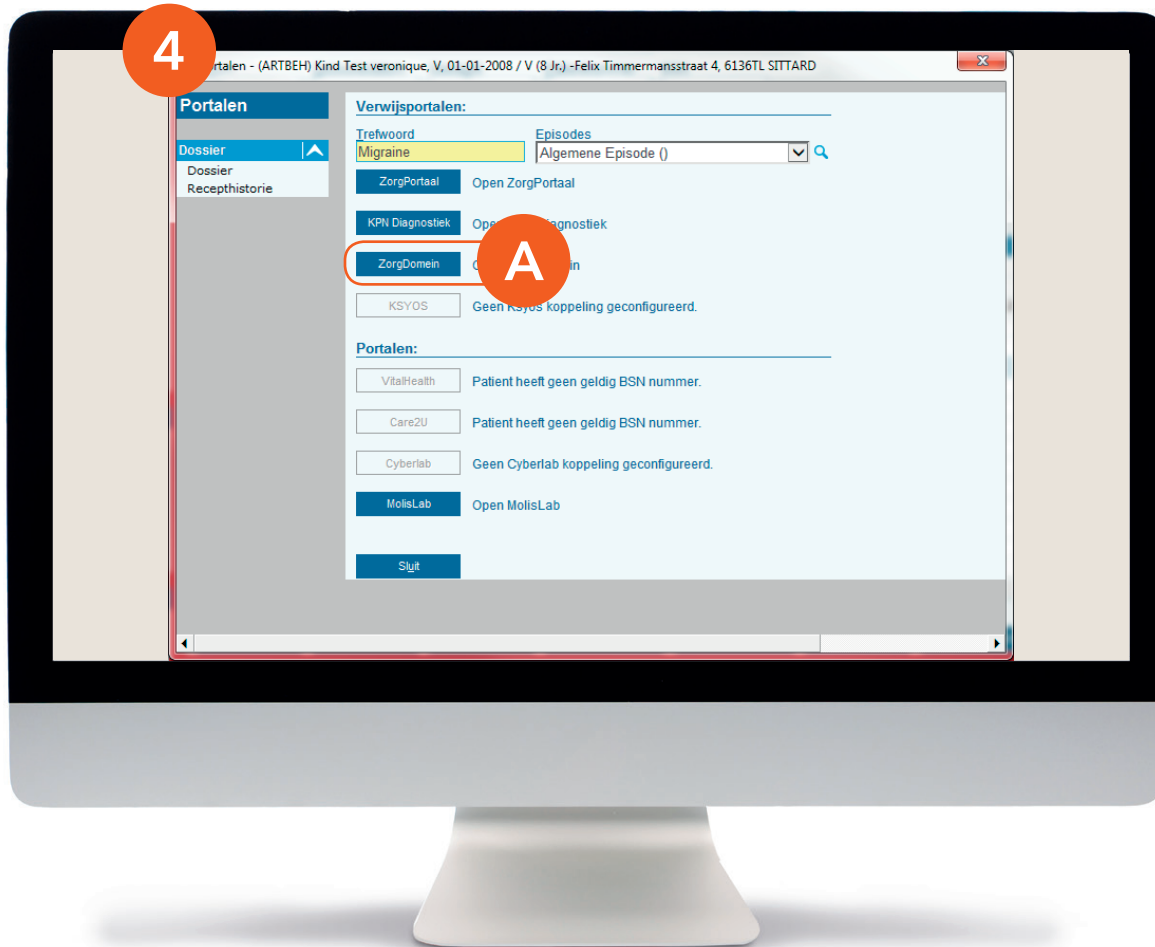 4
rtalen - (ARTBEH) Kind Test veronique, V, 01-01-2008 / V (8 Jr.) -Felix Timmermansstraat 4, 6136TL SITTARD
Portalen
Dossier
Dossier
Recepthistorie
Verwijsportalen:
Trefwoord Episodes
Migraine Algemene Episode ()
ZorgPortaal Open ZorgPortaal
KPN Diagnostiek agnostiek
A
ZorgDomein in
KSYOS Geen Ksyos koppeling geconfigureerd.
Portalen:
VitalHealth Patient heeft geen geldig BSN nummer.
Care2U Patient heeft geen geldig BSN nummer.
Cyberlab Geen Cyberlab koppeling geconfigureerd.
MolisLab Open MolisLab
Sluit